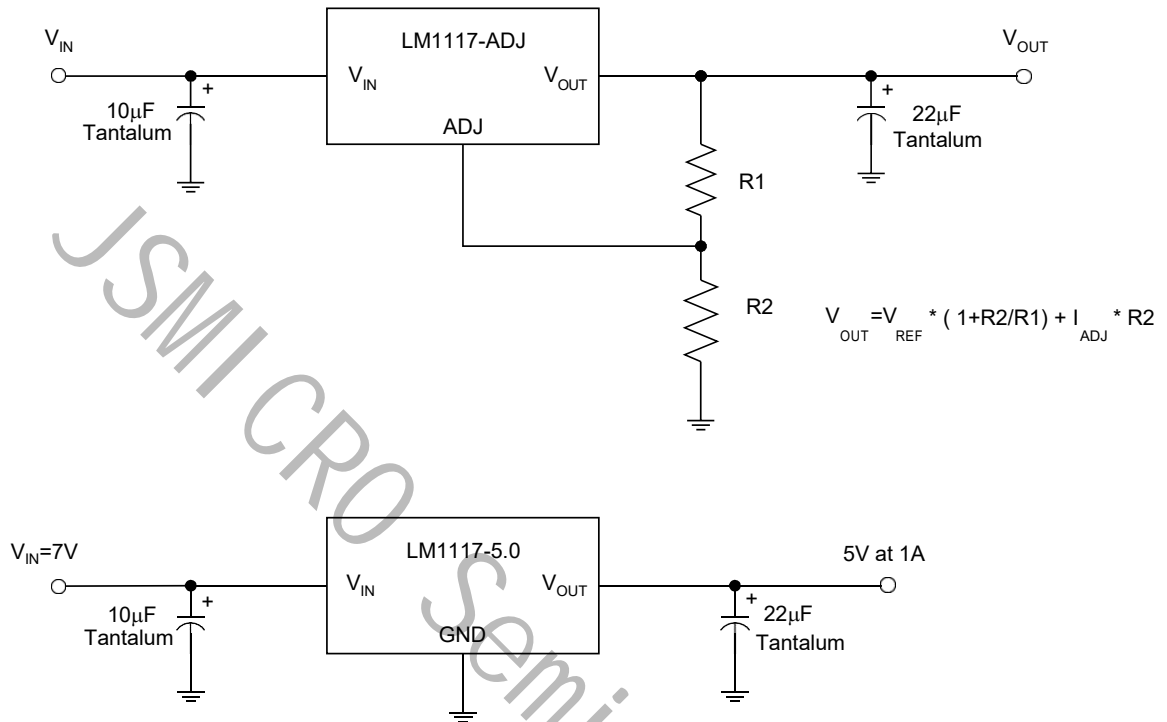 V_IN
LM1117-ADJ
V_OUT
V_IN
V_OUT
+
10μF
Tantalum
ADJ
+
22μF
Tantalum
R1
R2
V_OUT =V_REF * ( 1+R2/R1) + I_ADJ * R2
JSMICRO Semi
V_IN=7V
LM1117-5.0
5V at 1A
V_IN
V_OUT
+
10μF
Tantalum
GND
+
22μF
Tantalum